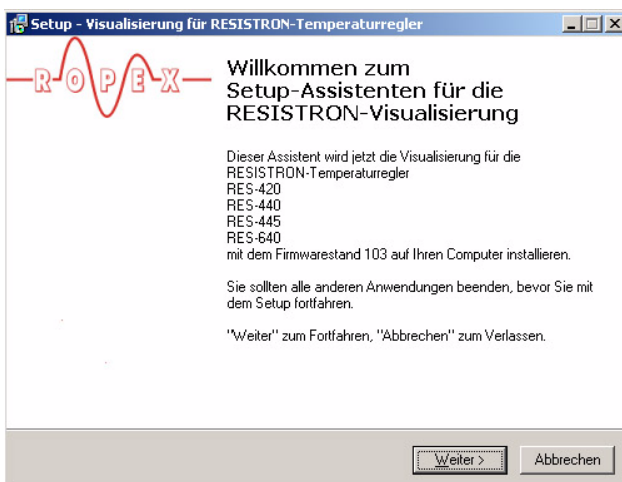 Setup - Visualisierung für RESISTRON-Temperaturregler
ROPEX
Willkommen zum
Setup-Assistenten für die
RESISTRON-Visualisierung
Dieser Assistent wird jetzt die Visualisierung für die
RESISTRON-Temperaturregler
RES-420
RES-440
RES-445
RES-640
mit dem Firmwarestand 103 auf Ihren Computer installieren.
Sie sollten alle anderen Anwendungen beenden, bevor Sie mit
dem Setup fortfahren.
"Weiter" zum Fortfahren, "Abbrechen" zum Verlassen.
Weiter >
Abbrechen